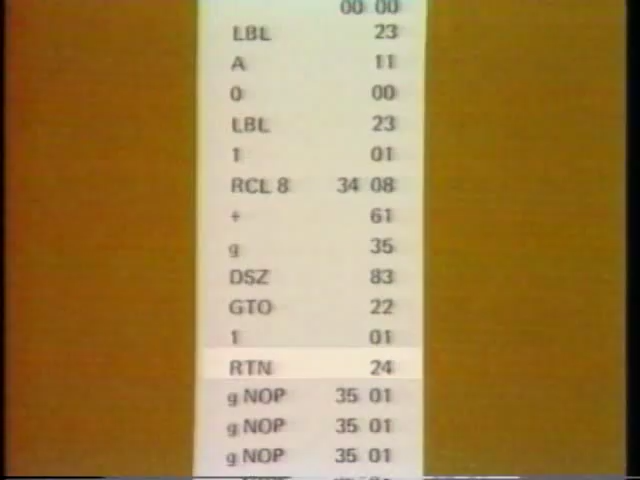 00 00
LBL 23
A 11
0 00
LBL 23
1 01
RCL 8 34 08
+ 61
g 35
DSZ 83
GTO 22
1 01
RTN 24
g NOP 35 01
g NOP 35 01
g NOP 35 01